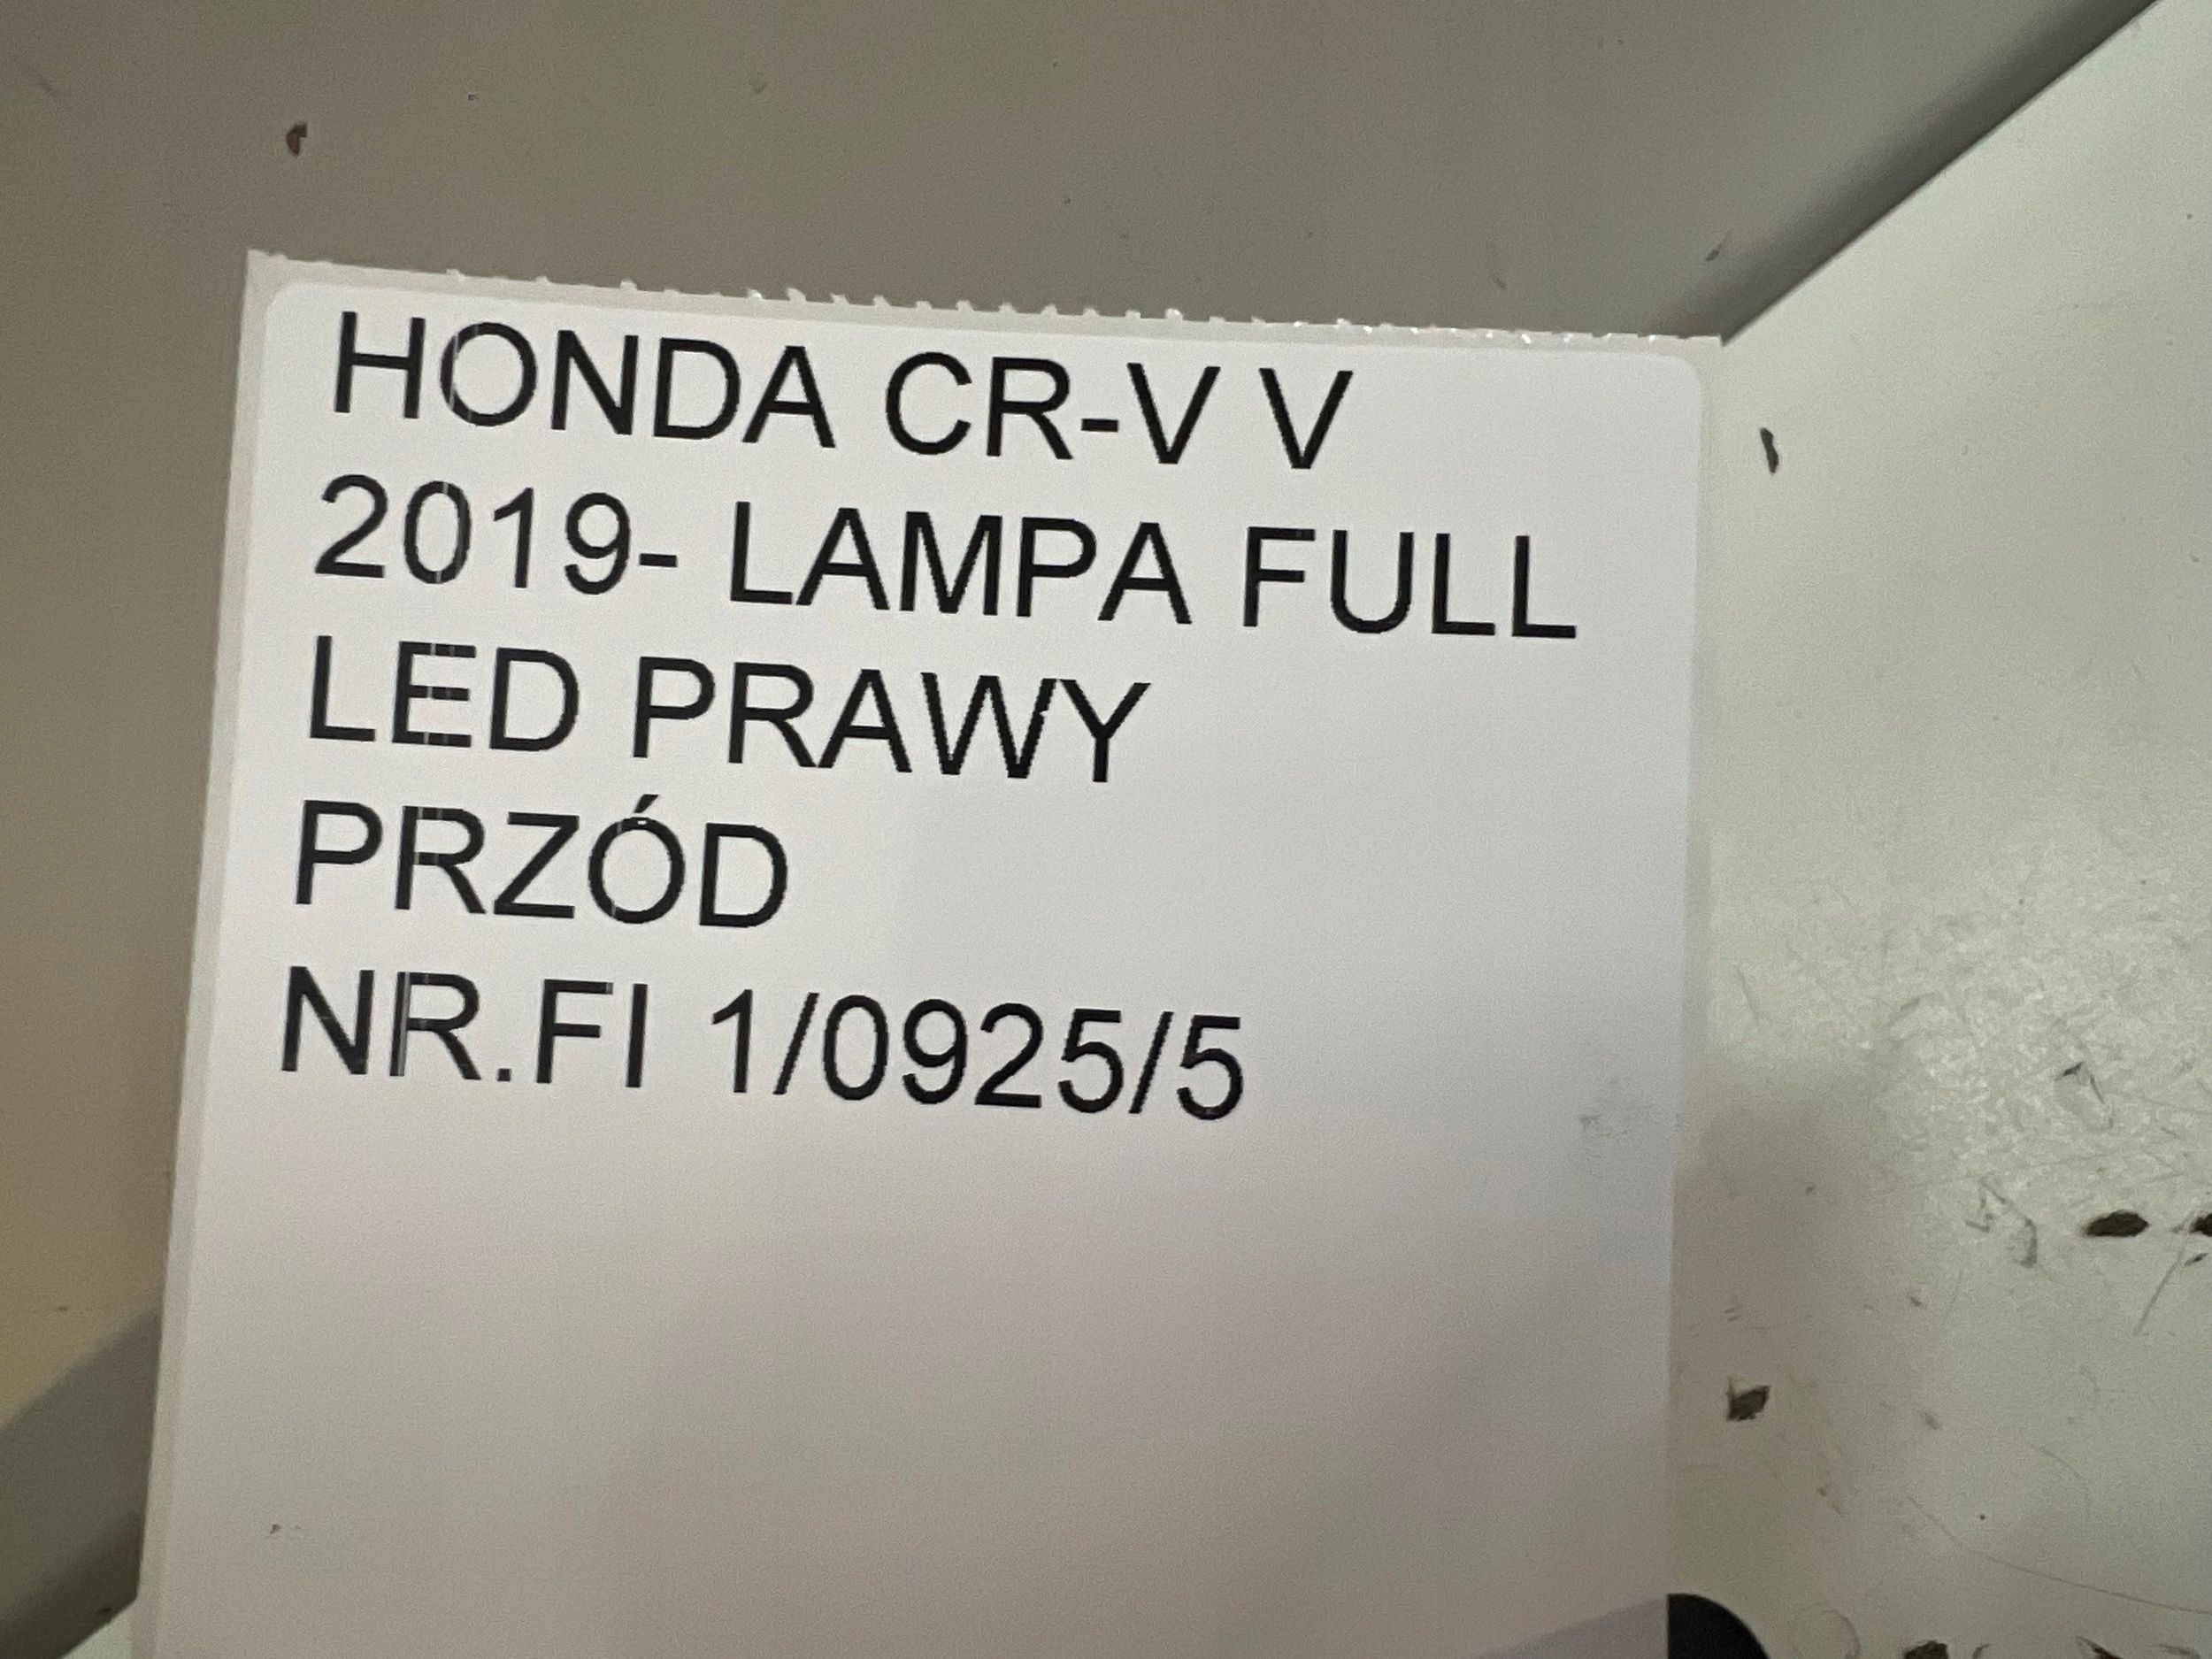 HONDA CR-V V
2019- LAMPA FULL
LED PRAWY
PRZÓD
NR.FI 1/0925/5